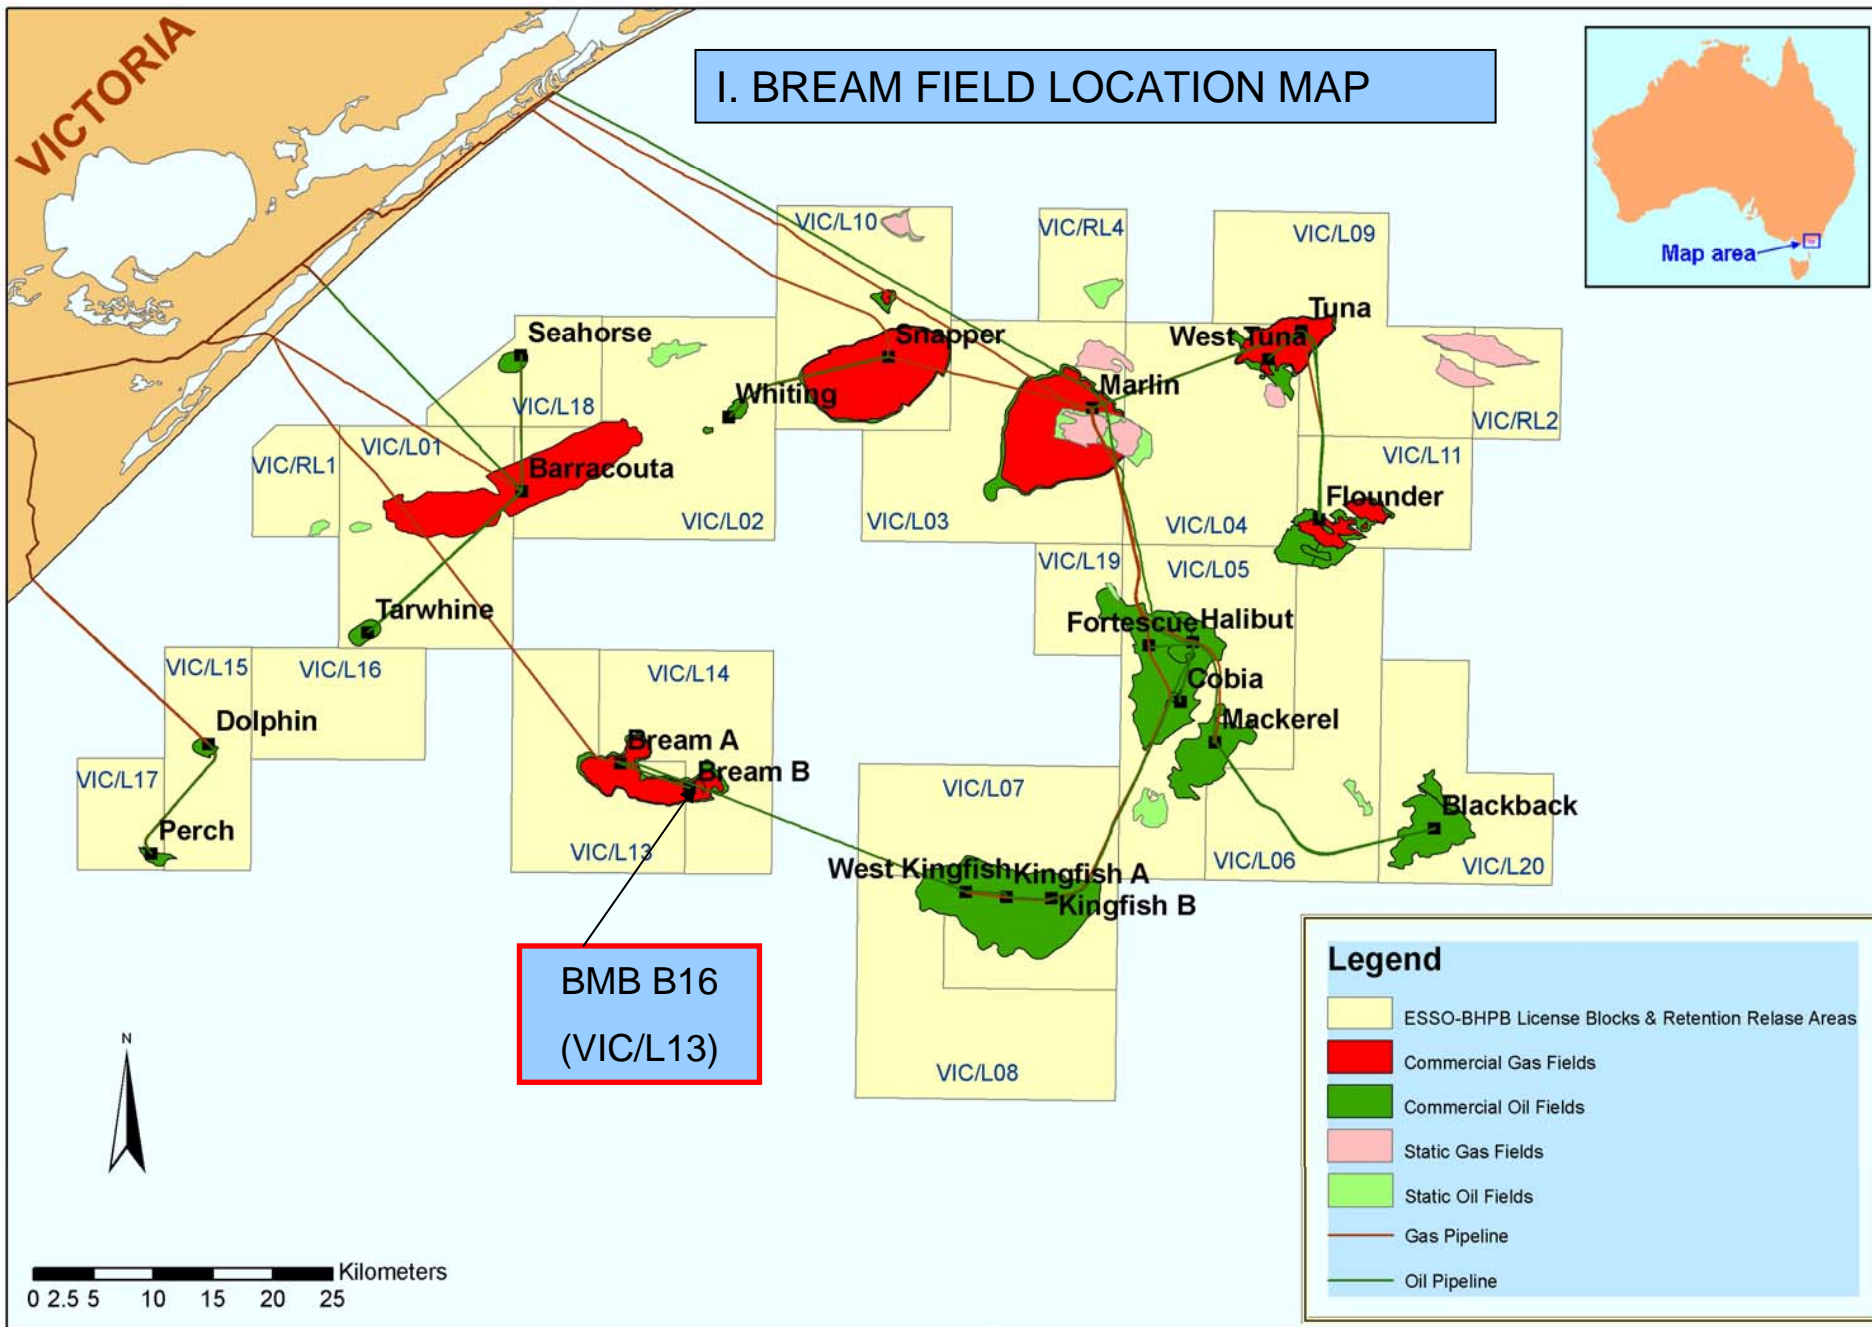 VICTORIA
I. BREAM FIELD LOCATION MAP
Map area
VIC/L10
VIC/RL4
VIC/L09
Seahorse
Snapper
Tuna
West Tuna
Whiting
Marlin
VIC/L18
VIC/RL2
VIC/RL1
VIC/L01
Barracouta
VIC/L02
VIC/L03
VIC/L04
VIC/L11
Flounder
VIC/L19
VIC/L05
Tarwhine
Fortescue
Halibut
VIC/L15
VIC/L16
VIC/L14
Cobia
Dolphin
Mackerel
Bream A
Bream B
VIC/L17
VIC/L07
Perch
Blackback
VIC/L13
VIC/L06
VIC/L20
West Kingfish
Kingfish A
Kingfish B
BMB B16
(VIC/L13)
VIC/L08
N
Kilometers
0 2.5 5 10 15 20 25
Legend
ESSO-BHPB License Blocks & Retention Relase Areas
Commercial Gas Fields
Commercial Oil Fields
Static Gas Fields
Static Oil Fields
Gas Pipeline
Oil Pipeline